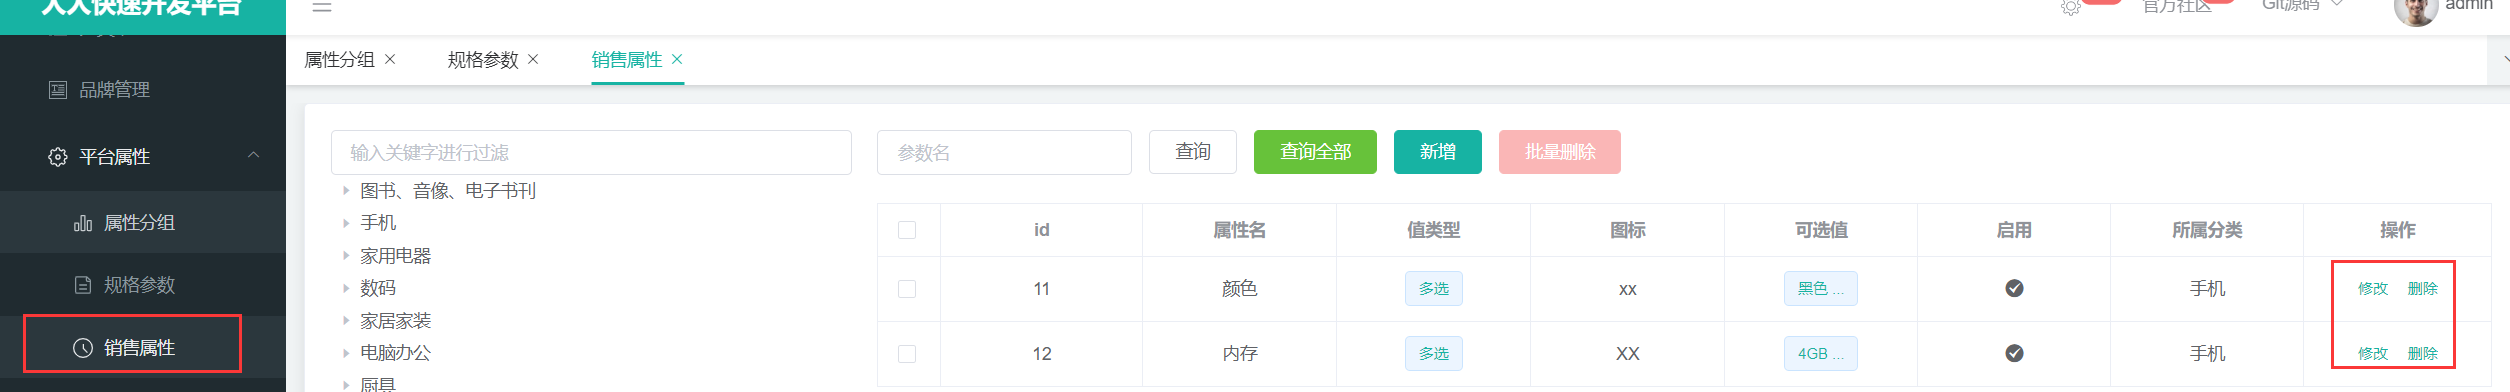 人人快速开发平台
官方社区
Git源码
admin
品牌管理
平台属性
属性分组
规格参数
销售属性
属性分组
规格参数
销售属性
输入关键字进行过滤
图书、音像、电子书刊
手机
家用电器
数码
家居家装
电脑办公
厨具
参数名 查询 查询全部 新增 批量删除
id 属性名 值类型 图标 可选值 启用 所属分类 操作
11 颜色 多选 xx 黑色 ... 手机 修改 删除
12 内存 多选 XX 4GB ... 手机 修改 删除